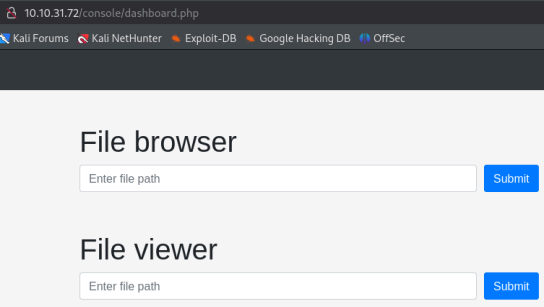 10.10.31.72/console/dashboard.php
Kali Forums Kali NetHunter Exploit-DB Google Hacking DB OffSec
File browser
Enter file path Submit
File viewer
Enter file path Submit